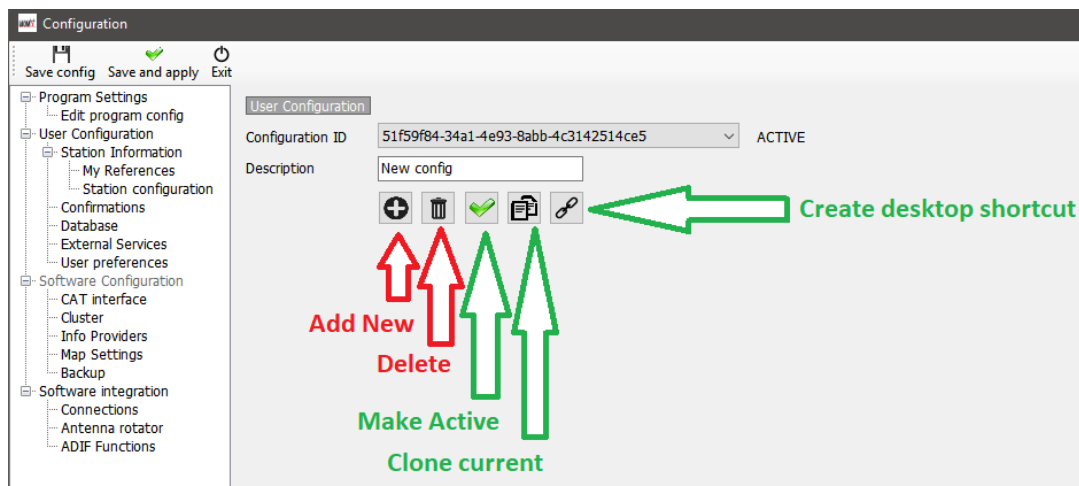 Configuration
Save config Save and apply Exit
Program Settings
Edit program config
User Configuration
Station Information
My References
Station configuration
Confirmations
Database
External Services
User preferences
Software Configuration
CAT interface
Cluster
Info Providers
Map Settings
Backup
Software integration
Connections
Antenna rotator
ADIF Functions
User Configuration
Configuration ID 51f59f84-34a1-4e93-8abb-4c3142514ce5 ACTIVE
Description New config
Create desktop shortcut
Add New
Delete
Make Active
Clone current